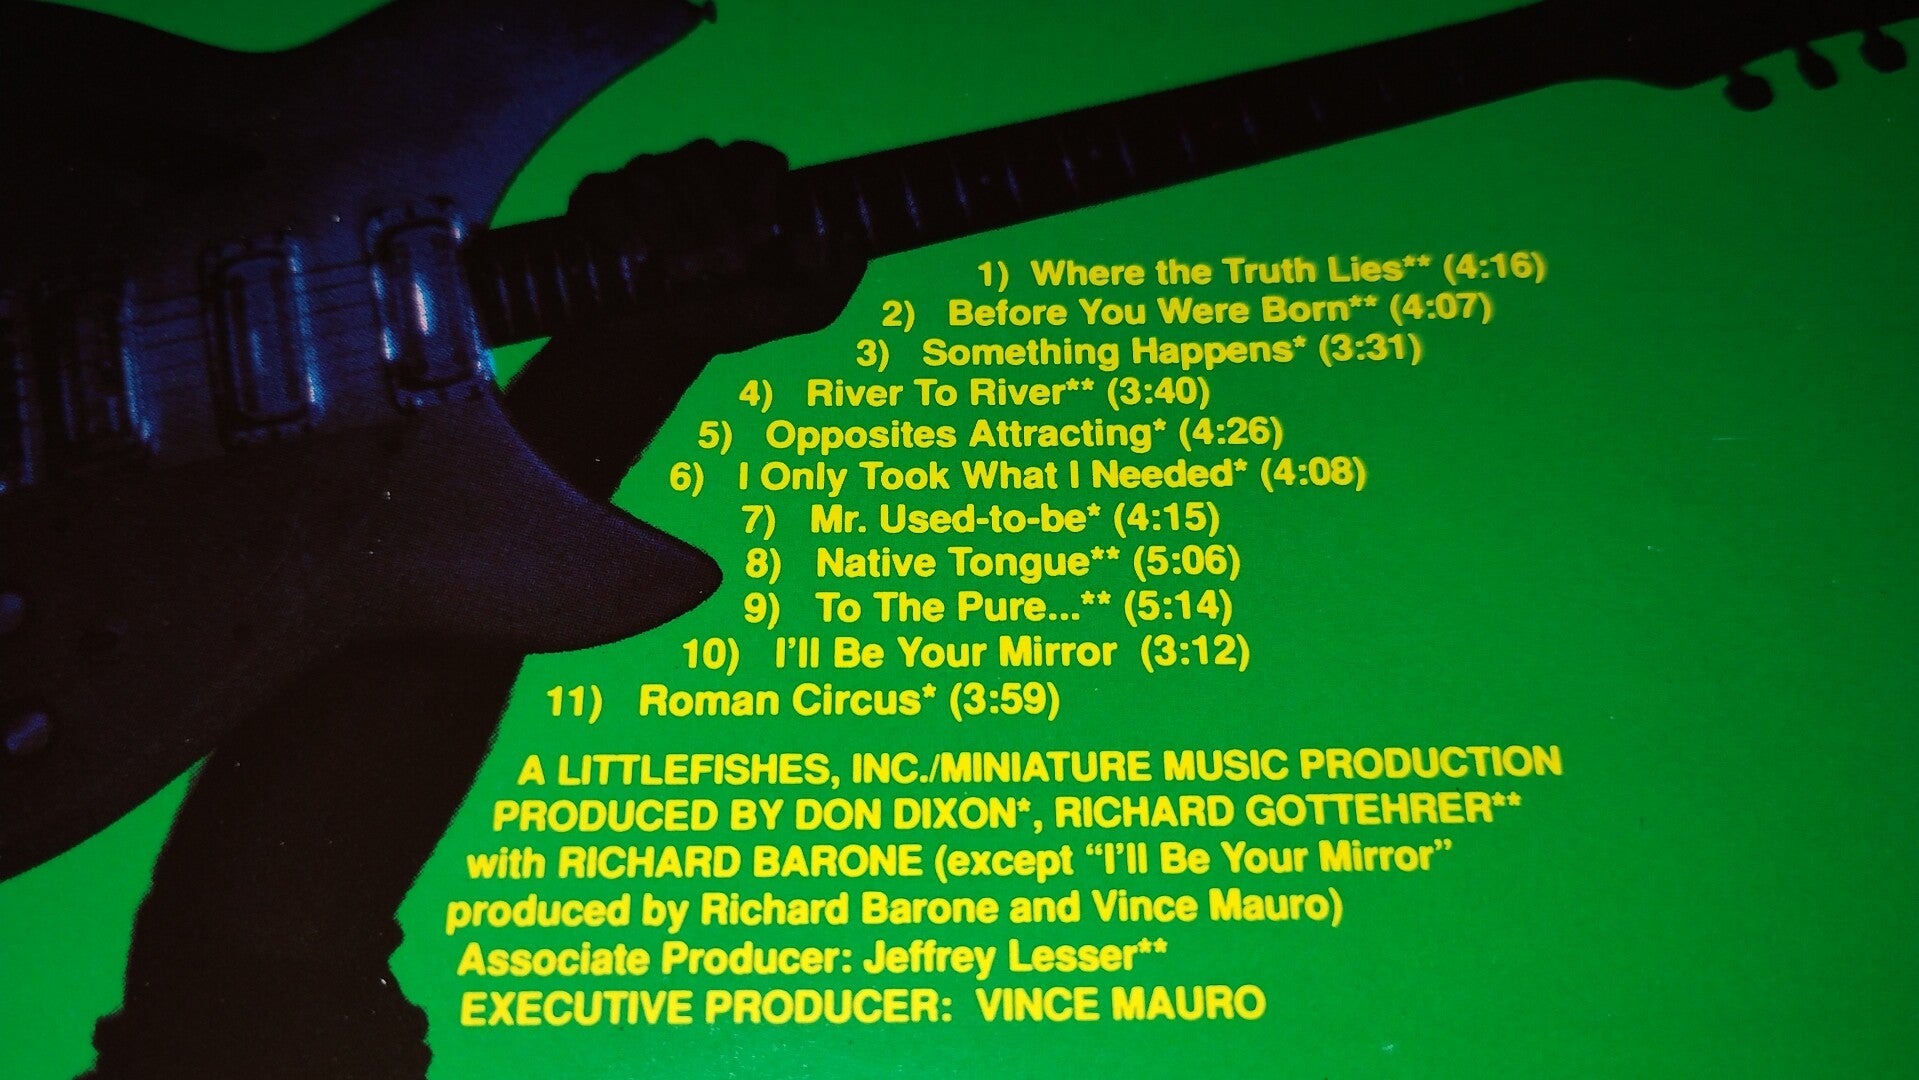 1) Where the Truth Lies** (4:16)
2) Before You Were Born** (4:07)
3) Something Happens* (3:31)
4) River To River** (3:40)
5) Opposites Attracting* (4:26)
6) I Only Took What I Needed* (4:08)
7) Mr. Used-to-be* (4:15)
8) Native Tongue** (5:06)
9) To The Pure...** (5:14)
10) I'll Be Your Mirror (3:12)
11) Roman Circus* (3:59)
A LITTLEFISHES, INC./MINIATURE MUSIC PRODUCTION
PRODUCED BY DON DIXON*, RICHARD GOTTEHRER**
with RICHARD BARONE (except “I'll Be Your Mirror”
produced by Richard Barone and Vince Mauro)
Associate Producer: Jeffrey Lesser**
EXECUTIVE PRODUCER: VINCE MAURO